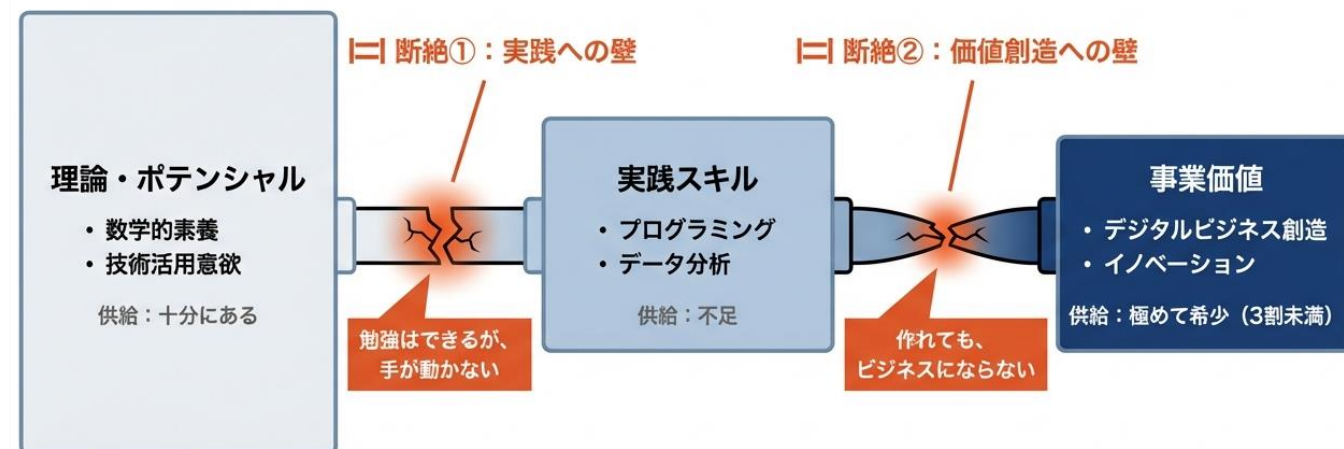 断絶①：実践への壁
断絶②：価値創造への壁
理論・ポテンシャル
・数学的素養
・技術活用意欲
供給：十分にある
勉強はできるが、
手が動かない
実践スキル
・プログラミング
・データ分析
供給：不足
作れても、
ビジネスにならない
事業価値
・デジタルビジネス創造
・イノベーション
供給：極めて希少（3割未満）